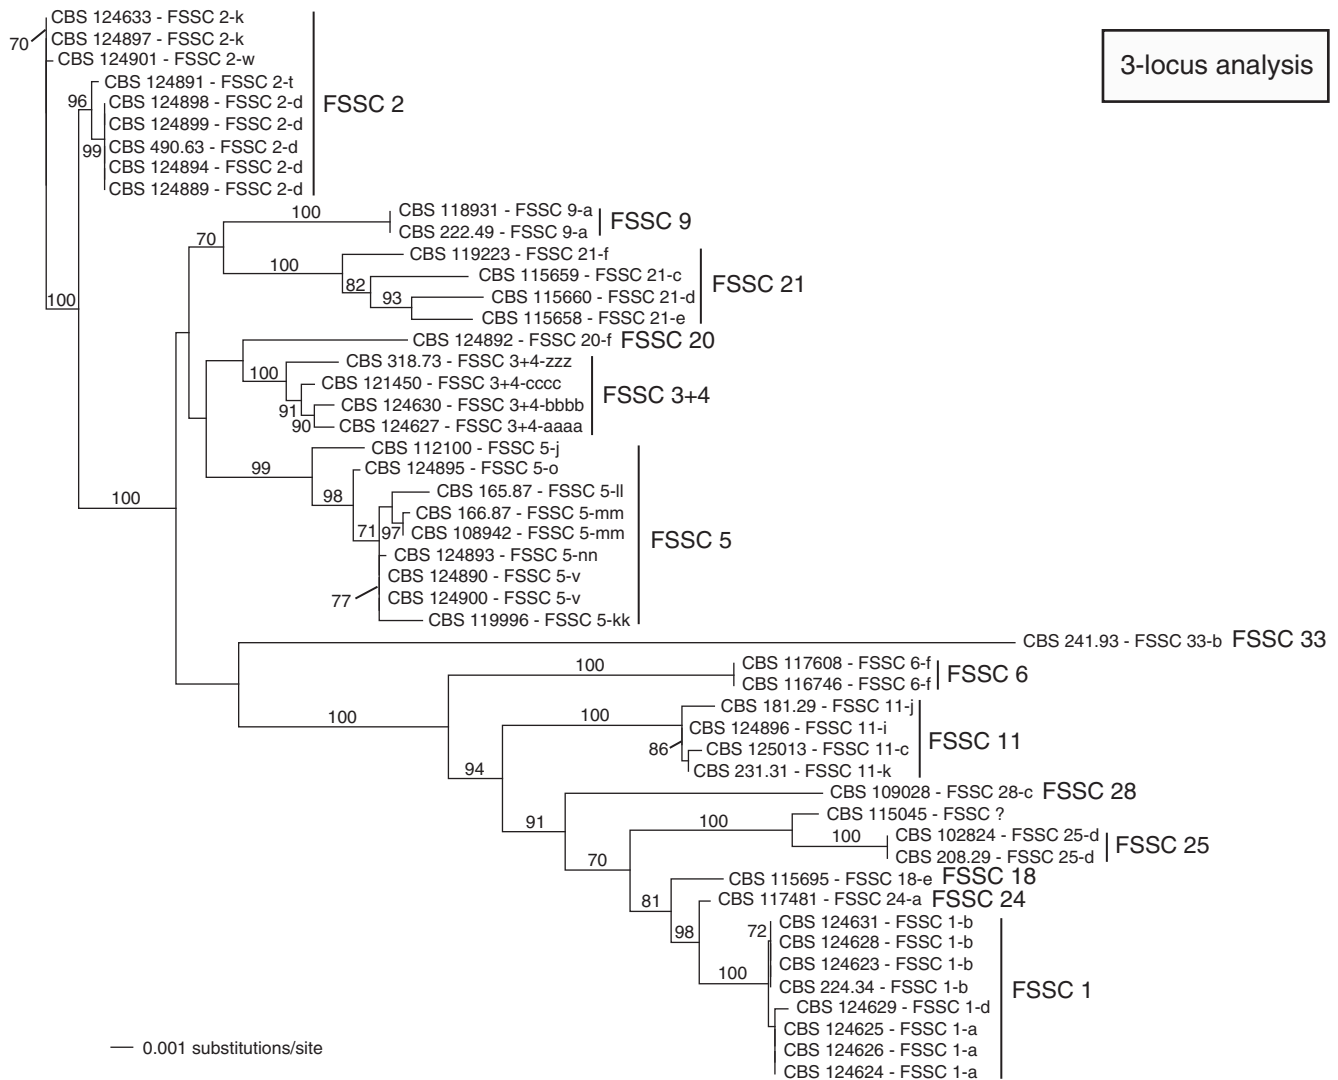 3-locus analysis
CBS 124633 - FSSC 2-k
70
CBS 124897 - FSSC 2-k
CBS 124901 - FSSC 2-w
CBS 124891 - FSSC 2-t
96
CBS 124898 - FSSC 2-d
FSSC 2
CBS 124899 - FSSC 2-d
99
CBS 490.63 - FSSC 2-d
CBS 124894 - FSSC 2-d
CBS 124889 - FSSC 2-d
100
CBS 118931 - FSSC 9-a
FSSC 9
CBS 222.49 - FSSC 9-a
70
CBS 119223 - FSSC 21-f
100
CBS 115659 - FSSC 21-c
FSSC 21
82
CBS 115660 - FSSC 21-d
93
100
CBS 115658 - FSSC 21-e
CBS 124892 - FSSC 20-f FSSC 20
CBS 318.73 - FSSC 3+4-zzz
100
CBS 121450 - FSSC 3+4-cccc
FSSC 3+4
91
CBS 124630 - FSSC 3+4-bbbb
90
CBS 124627 - FSSC 3+4-aaaa
CBS 112100 - FSSC 5-j
99
CBS 124895 - FSSC 5-o
98
CBS 165.87 - FSSC 5-ll
100
CBS 166.87 - FSSC 5-mm
71
97
CBS 108942 - FSSC 5-mm
FSSC 5
CBS 124893 - FSSC 5-nn
CBS 124890 - FSSC 5-v
77
CBS 124900 - FSSC 5-v
CBS 119996 - FSSC 5-kk
CBS 241.93 - FSSC 33-b FSSC 33
100
CBS 117608 - FSSC 6-f
FSSC 6
CBS 116746 - FSSC 6-f
100
100
CBS 181.29 - FSSC 11-j
CBS 124896 - FSSC 11-i
FSSC 11
86
CBS 125013 - FSSC 11-c
94
CBS 231.31 - FSSC 11-k
CBS 109028 - FSSC 28-c FSSC 28
91
CBS 115045 - FSSC ?
100
100
CBS 102824 - FSSC 25-d
FSSC 25
CBS 208.29 - FSSC 25-d
70
CBS 115695 - FSSC 18-e FSSC 18
81
CBS 117481 - FSSC 24-a FSSC 24
98
72
CBS 124631 - FSSC 1-b
CBS 124628 - FSSC 1-b
CBS 124623 - FSSC 1-b
100
CBS 224.34 - FSSC 1-b
FSSC 1
CBS 124629 - FSSC 1-d
CBS 124625 - FSSC 1-a
CBS 124626 - FSSC 1-a
CBS 124624 - FSSC 1-a
0.001 substitutions/site